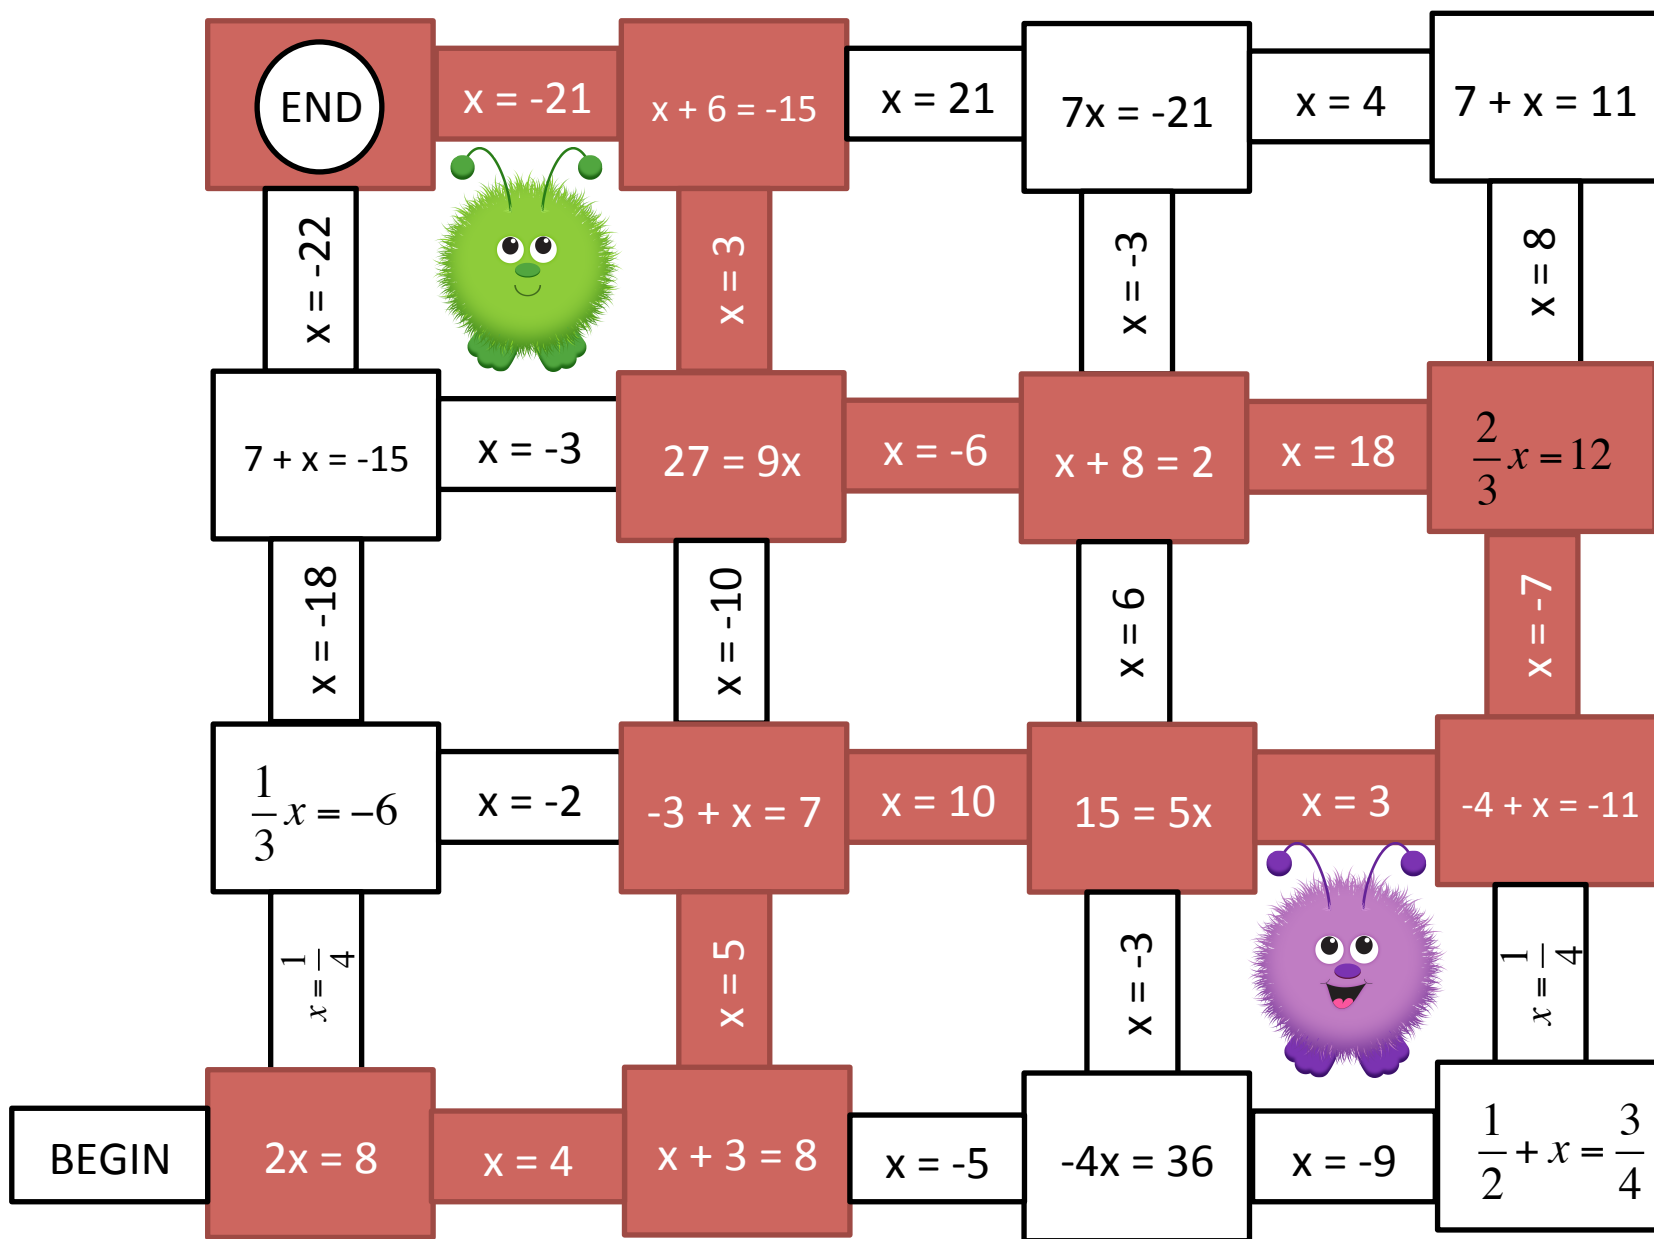 END
x = -21
x + 6 = -15
x = 21
7x = -21
x = 4
7 + x = 11
x = -22
x = 3
x = -3
x = 8
7 + x = -15
x = -3
27 = 9x
x = -6
x + 8 = 2
x = 18
2/3 x = 12
x = -18
x = -10
x = 6
x = -7
1/3 x = −6
x = -2
-3 + x = 7
x = 10
15 = 5x
x = 3
-4 + x = -11
x = 1/4
x = 5
x = -3
x = 1/4
BEGIN
2x = 8
x = 4
x + 3 = 8
x = -5
-4x = 36
x = -9
1/2 + x = 3/4